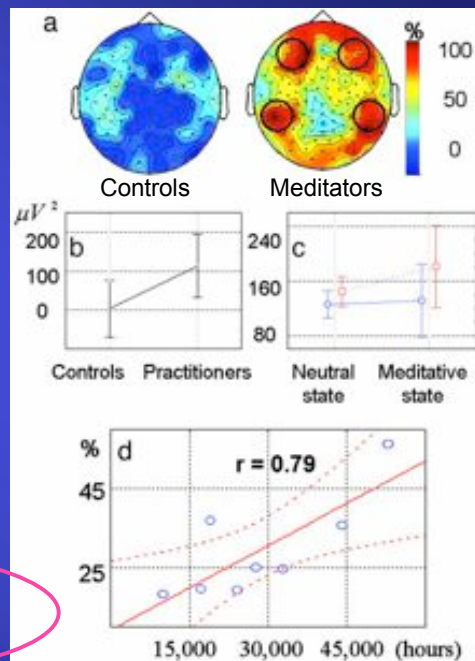 a
%
100
50
0
Controls Meditators
μV²
200
100
0
b
Controls Practitioners
240
160
80
c
Neutral state
Meditative state
%
d
r = 0.79
45
25
15,000 30,000 45,000 (hours)